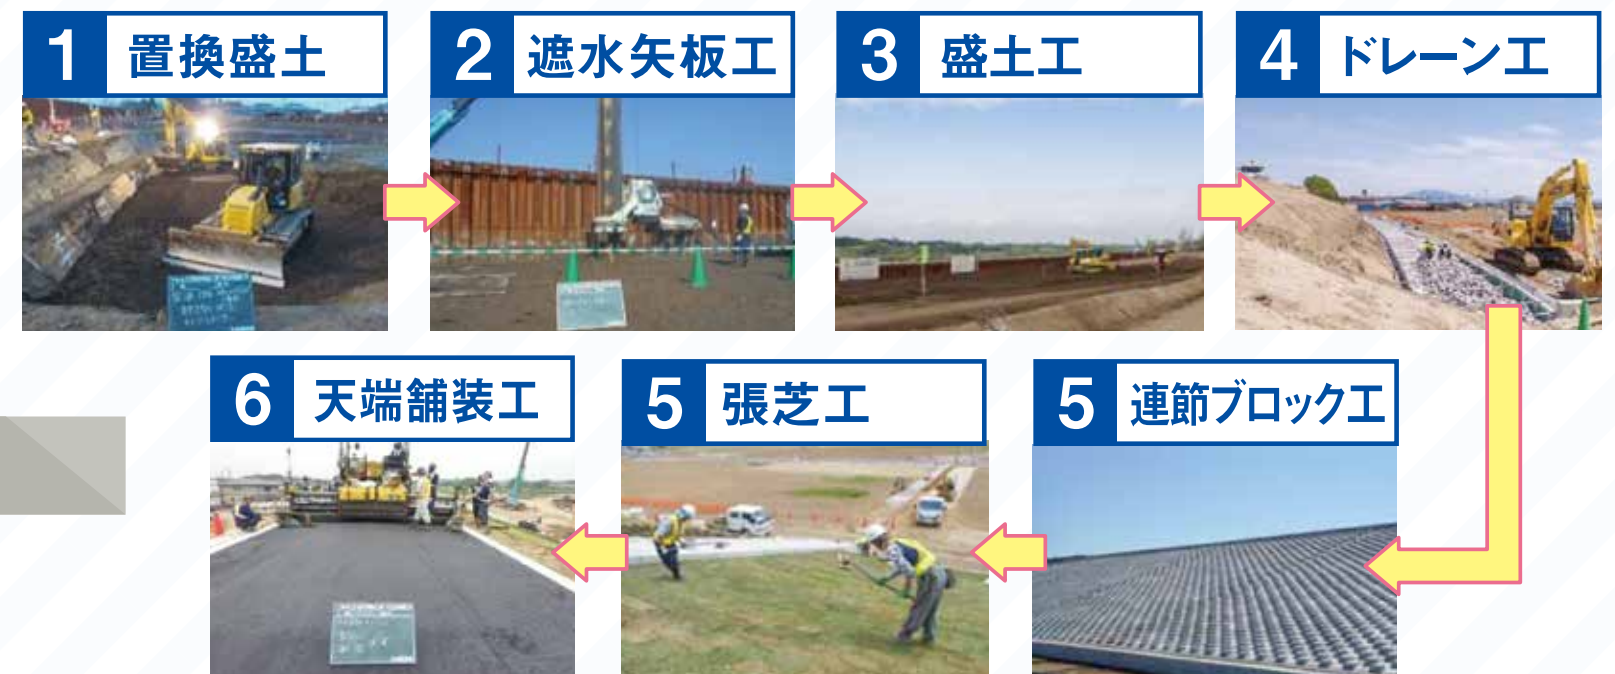 1 置換盛土
2 遮水矢板工
3 盛土工
4 ドレーン工
5 連節ブロック工
5 張芝工
6 天端舗装工